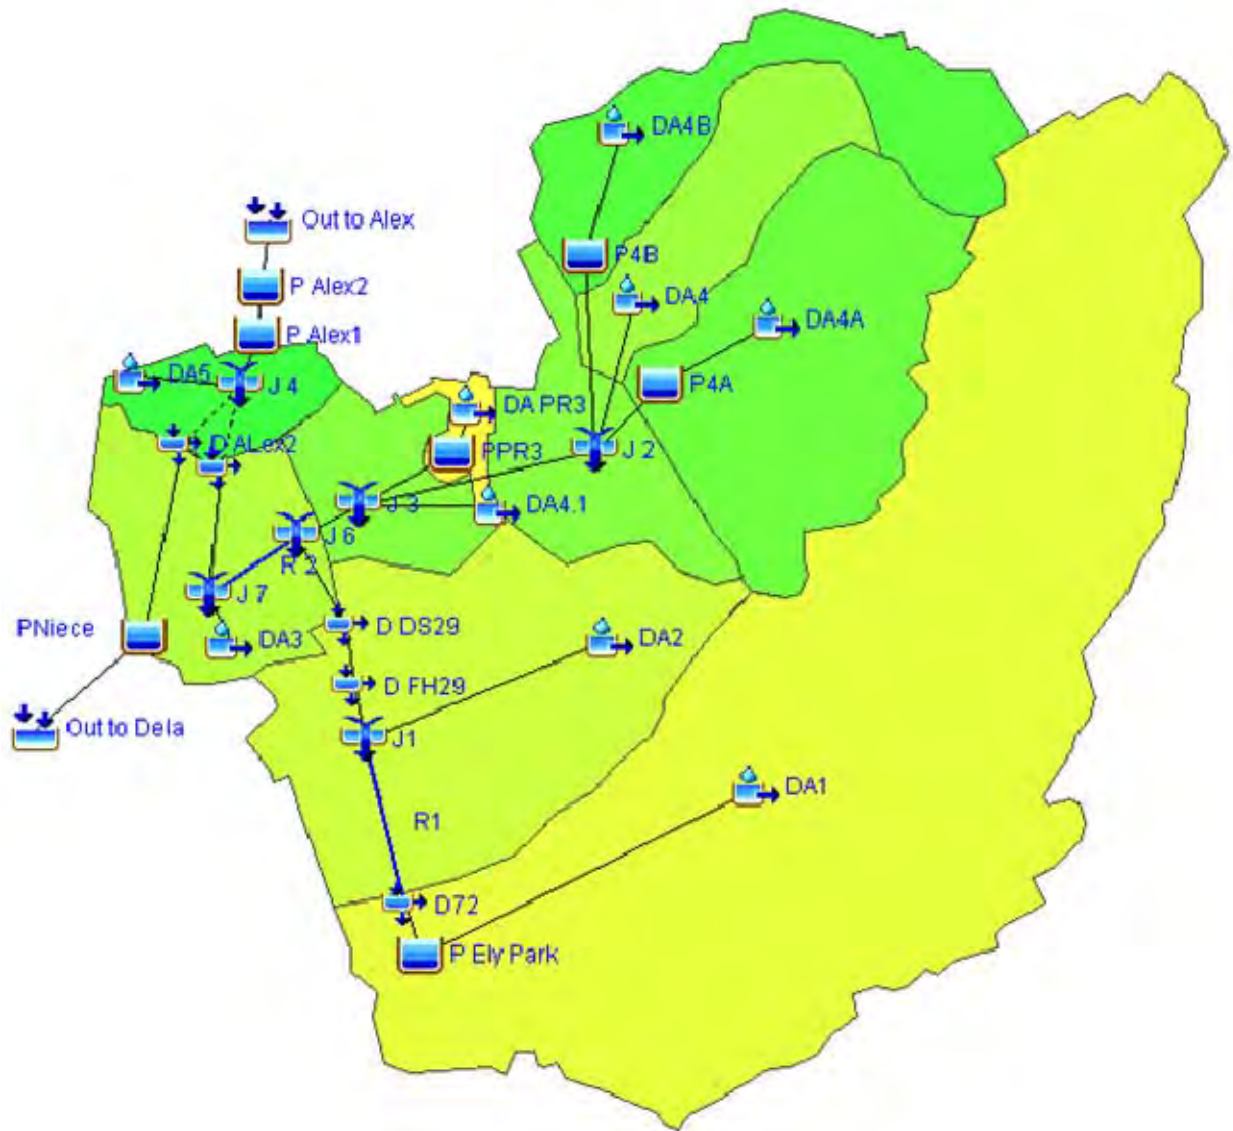 DA4B
Out to Alex
P4B
P Alex2
DA4
DA4A
P Alex1
DA5
J 4
P4A
DA PR3
D ALex2
PPR3
J 2
J 3
DA4.1
J 6
R 2
J 7
PNiece
DA3
D DS29
DA2
D FH29
Out to Dela
J1
DA1
R1
D72
P Ely Park